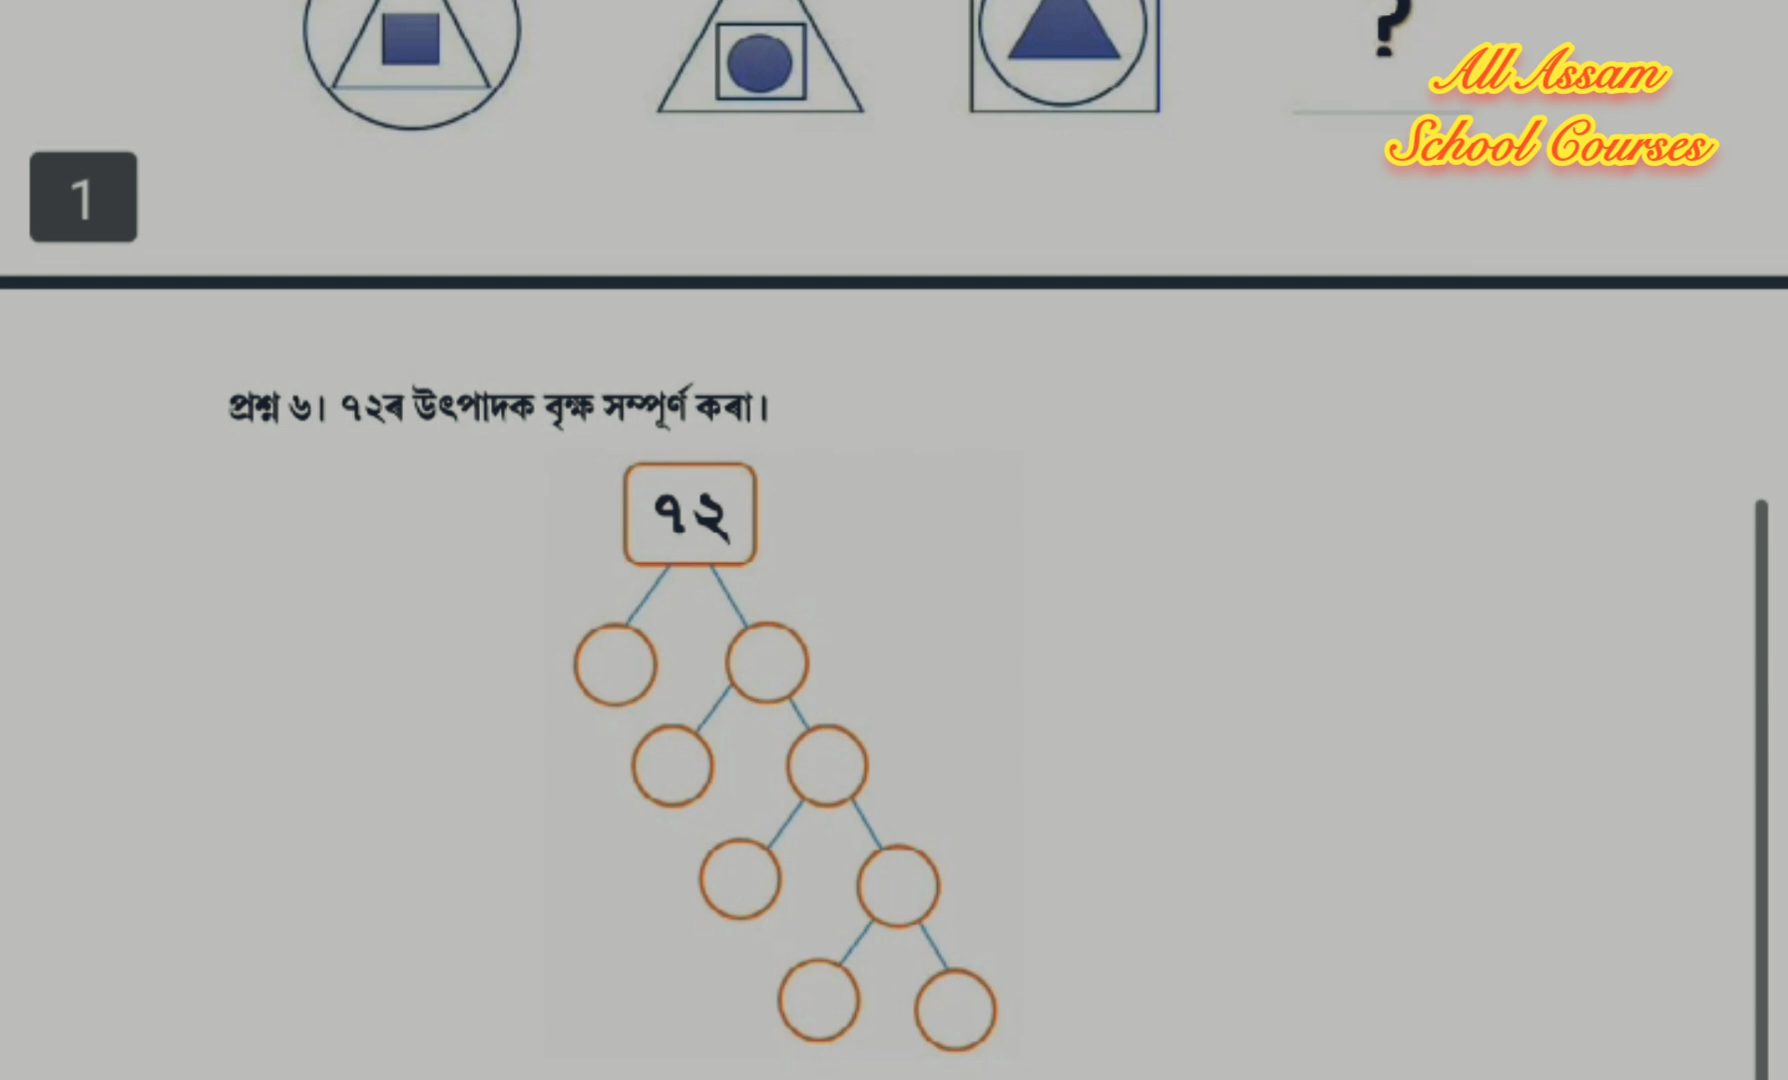 ?
All Assam
School Courses
1
প্ৰশ্ন ৬। ৭২ৰ উৎপাদক বৃক্ষ সম্পূৰ্ণ কৰা।
৭২